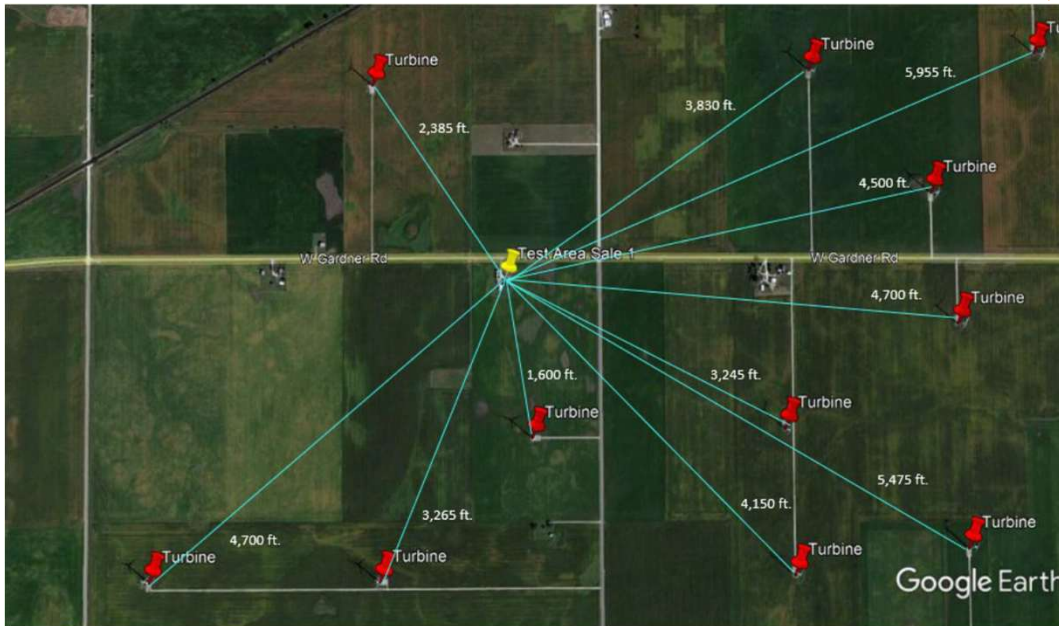 Turbine
Turbine
Tu
5,955 ft.
3,830 ft.
2,385 ft.
Turbine
4,500 ft.
Test Area Sale 1
W Gardner Rd
W Gardner Rd
4,700 ft.
Turbine
1,600 ft.
3,245 ft.
Turbine
Turbine
5,475 ft.
4,150 ft.
3,265 ft.
4,700 ft.
Turbine
Turbine
Turbine
Turbine
Google Earth